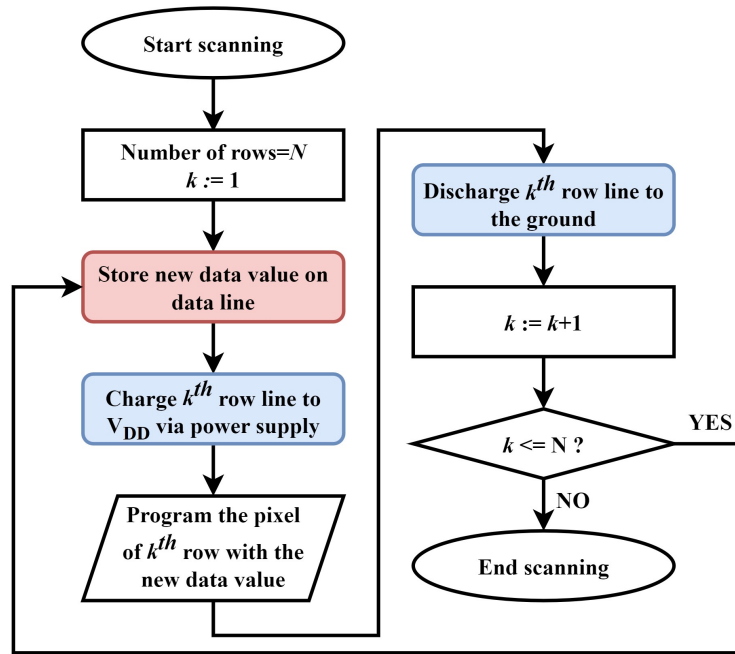 Start scanning
Number of rows=N
k := 1
Store new data value on
data line
Charge kth row line to
VDD via power supply
Program the pixel
of kth row with the
new data value
Discharge kth row line to
the ground
k := k+1
k <= N ?
YES
NO
End scanning